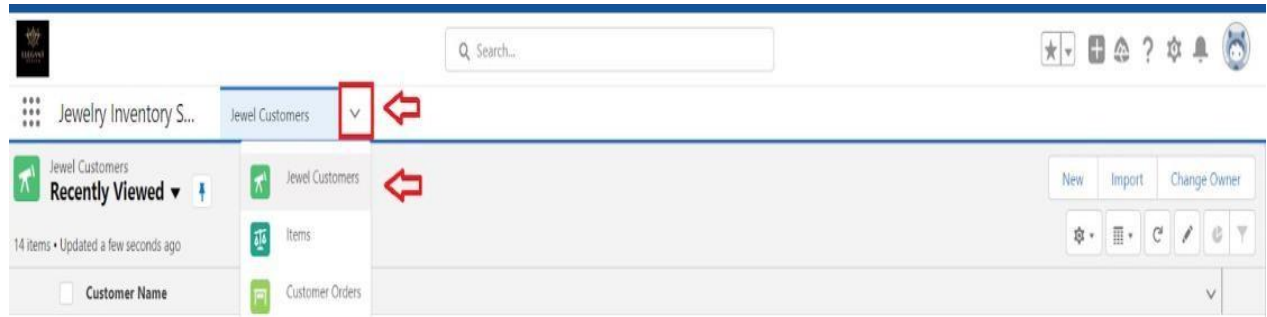 Search...
Jewelry Inventory S...
Jewel Customers
Jewel Customers
Recently Viewed
Jewel Customers
New Import Change Owner
Items
14 items • Updated a few seconds ago
Customer Name
Customer Orders